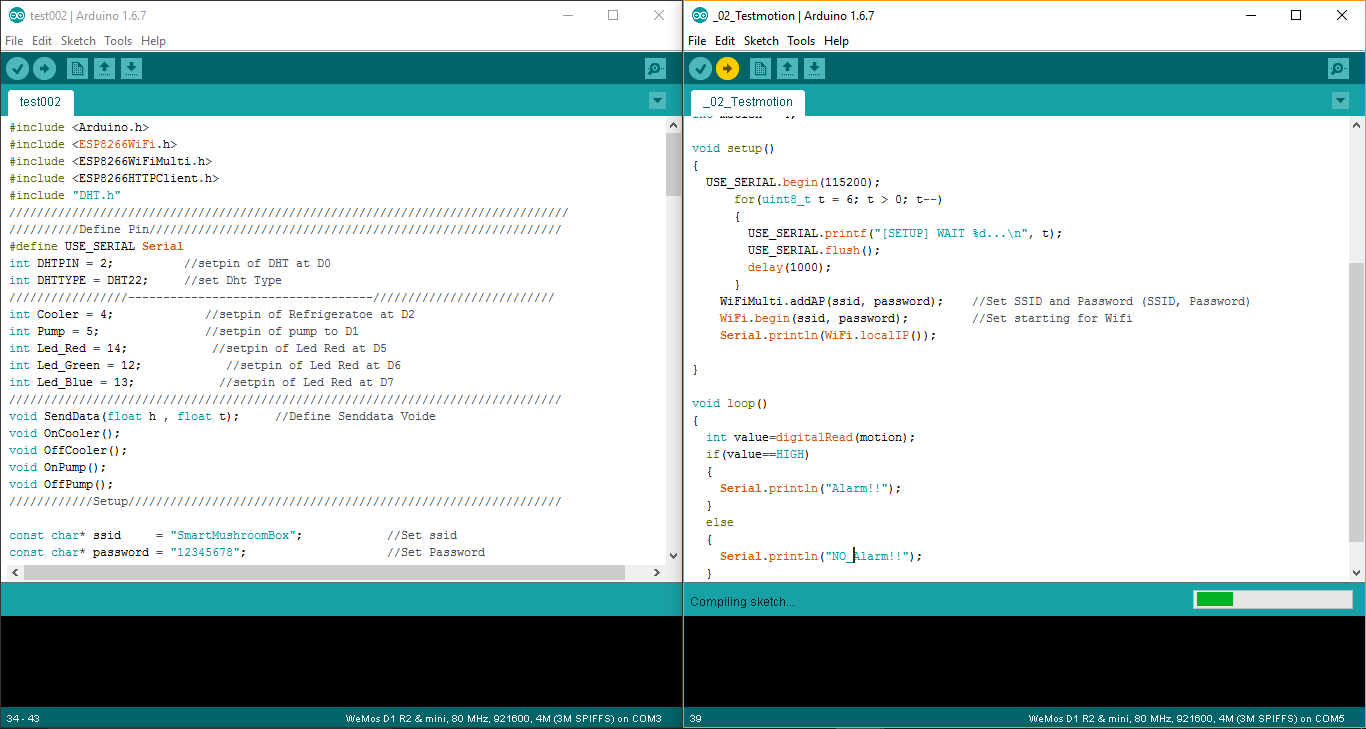 test002 | Arduino 1.6.7
File Edit Sketch Tools Help
test002
#include <Arduino.h>
#include <ESP8266WiFi.h>
#include <ESP8266WiFiMulti.h>
#include <ESP8266HTTPClient.h>
#include "DHT.h"
////////////////////////////////////////////////////////////////////////////////
//////////Define Pin///////////////////////////////////////////////////////////
#define USE_SERIAL Serial
int DHTPIN = 2;          //setpin of DHT at D0
int DHTTYPE = DHT22;     //set Dht Type
/////////////////-----------------------------------//////////////////////////
int Cooler = 4;             //setpin of Refrigeratoe at D2
int Pump = 5;               //setpin of pump to D1
int Led_Red = 14;            //setpin of Led Red at D5
int Led_Green = 12;            //setpin of Led Red at D6
int Led_Blue = 13;            //setpin of Led Red at D7
///////////////////////////////////////////////////////////////////////////////
void SendData(float h , float t);     //Define Senddata Voide
void OnCooler();
void OffCooler();
void OnPump();
void OffPump();
////////////Setup//////////////////////////////////////////////////////////////
const char* ssid     = "SmartMushroomBox";            //Set ssid
const char* password = "12345678";                    //Set Password
34 - 43
WeMos D1 R2 & mini, 80 MHz, 921600, 4M (3M SPIFFS) on COM3
_02_Testmotion | Arduino 1.6.7
File Edit Sketch Tools Help
_02_Testmotion
void setup()
{
  USE_SERIAL.begin(115200);
      for(uint8_t t = 6; t > 0; t--)
      {
        USE_SERIAL.printf("[SETUP] WAIT %d...\n", t);
        USE_SERIAL.flush();
        delay(1000);
      }
    WiFiMulti.addAP(ssid, password);    //Set SSID and Password (SSID, Password)
    WiFi.begin(ssid, password);         //Set starting for Wifi
    Serial.println(WiFi.localIP());
}
void loop()
{
  int value=digitalRead(motion);
  if(value==HIGH)
  {
    Serial.println("Alarm!!");
  }
  else
  {
    Serial.println("NO_Alarm!!");
  }
Compiling sketch...
39
WeMos D1 R2 & mini, 80 MHz, 921600, 4M (3M SPIFFS) on COM5